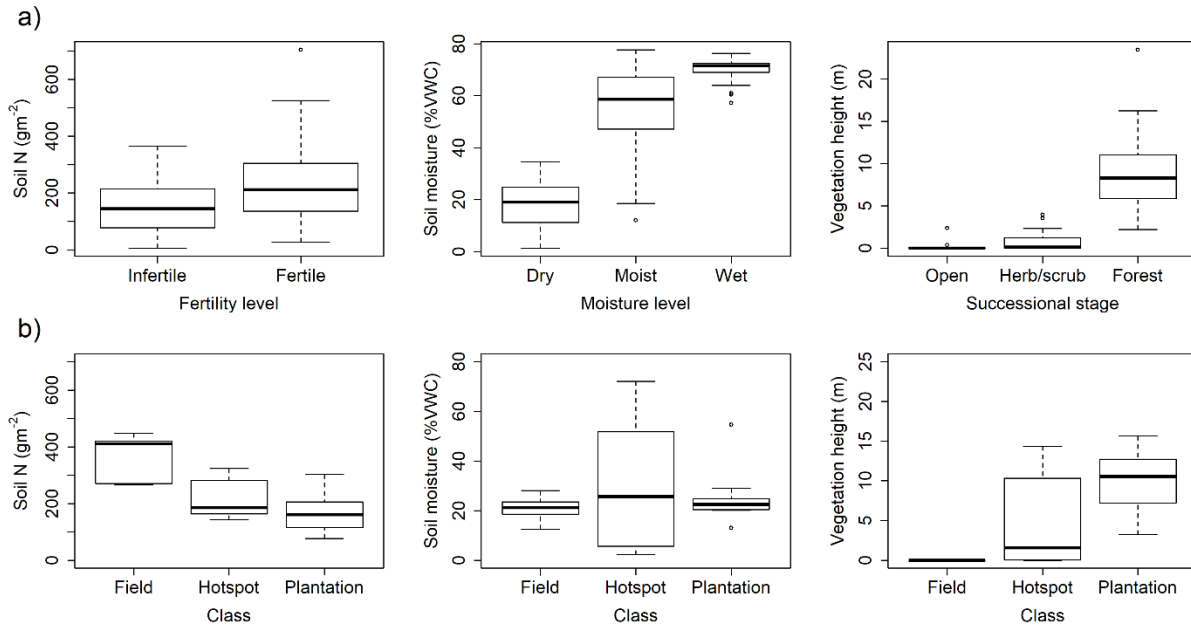 a)
Soil N (gm-2)
600
400
200
0
Infertile Fertile
Fertility level
Soil moisture (%VWC)
80
60
40
20
0
Dry Moist Wet
Moisture level
Vegetation height (m)
20
15
10
5
0
Open Herb/scrub Forest
Successional stage
b)
Soil N (gm-2)
600
400
200
0
Field Hotspot Plantation
Class
Soil moisture (%VWC)
80
60
40
20
0
Field Hotspot Plantation
Class
Vegetation height (m)
25
20
15
10
5
0
Field Hotspot Plantation
Class